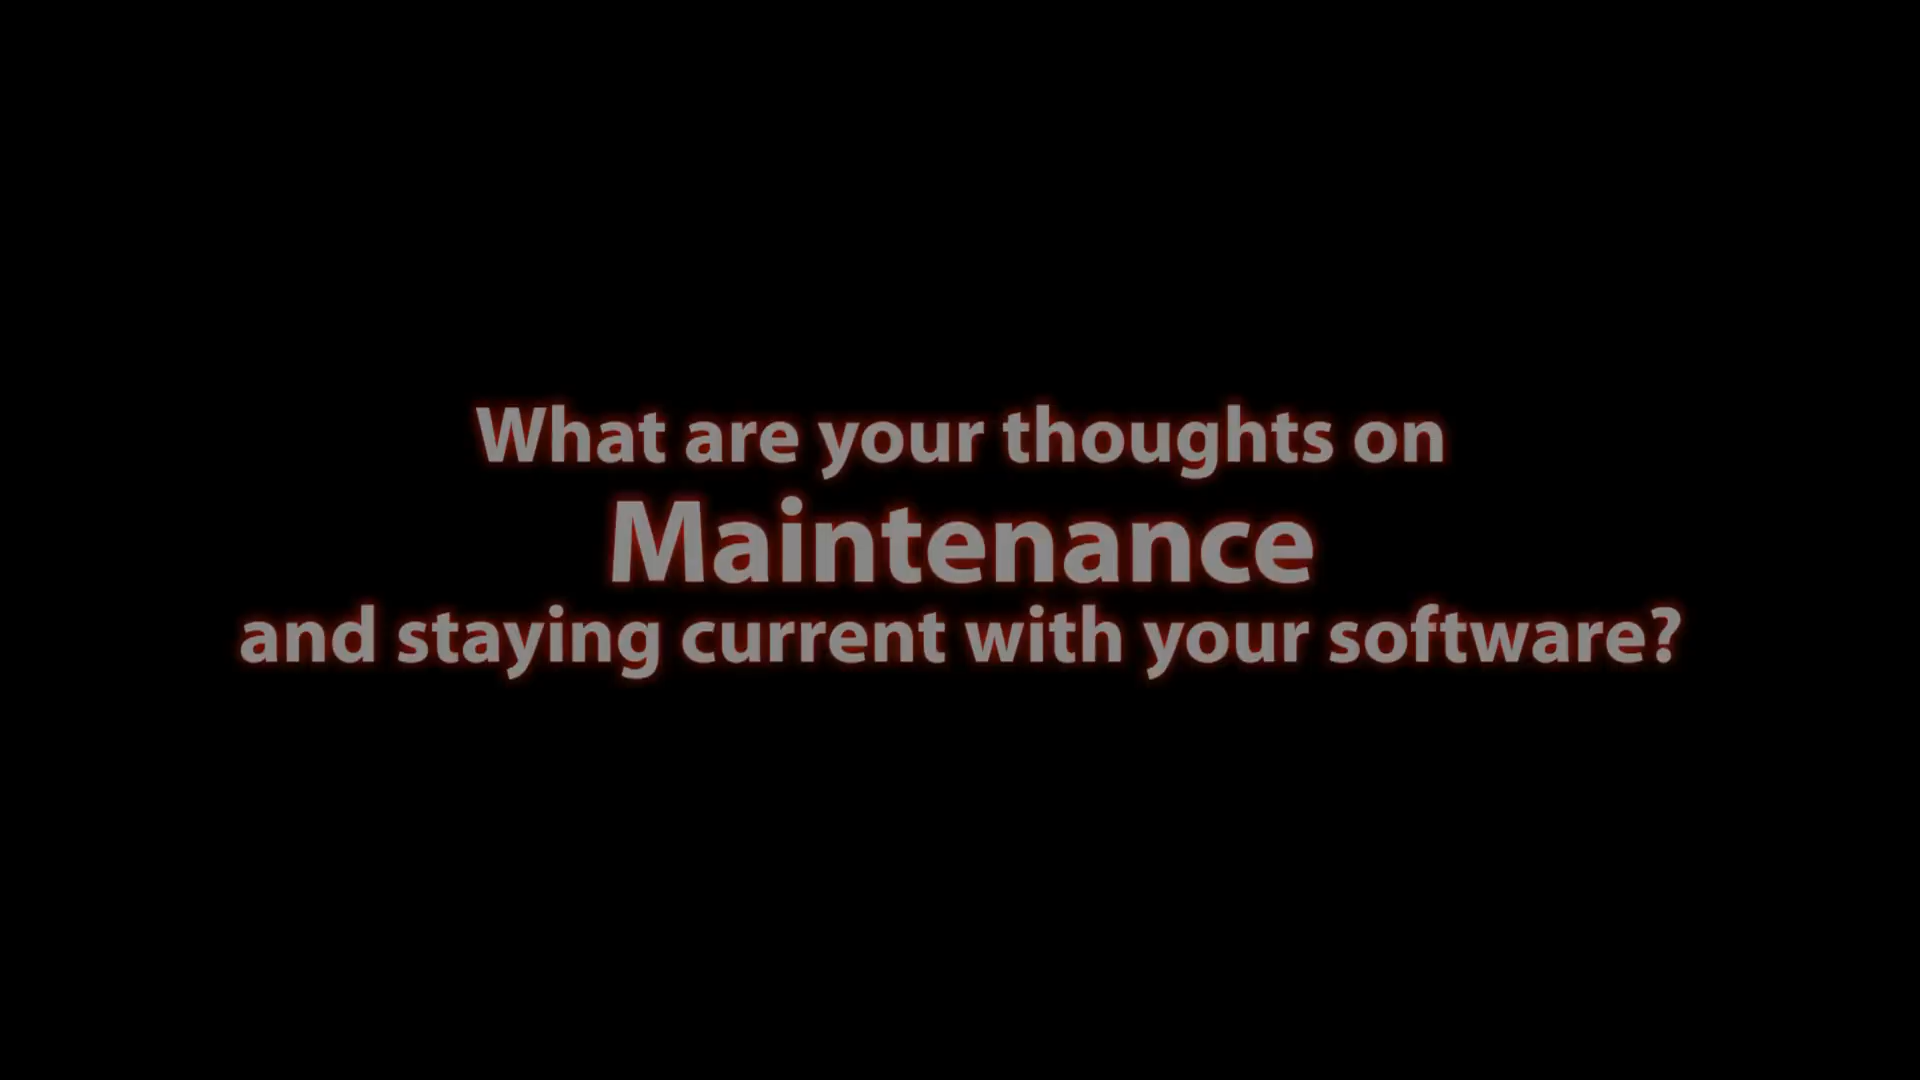 What are your thoughts on
Maintenance
and staying current with your software?